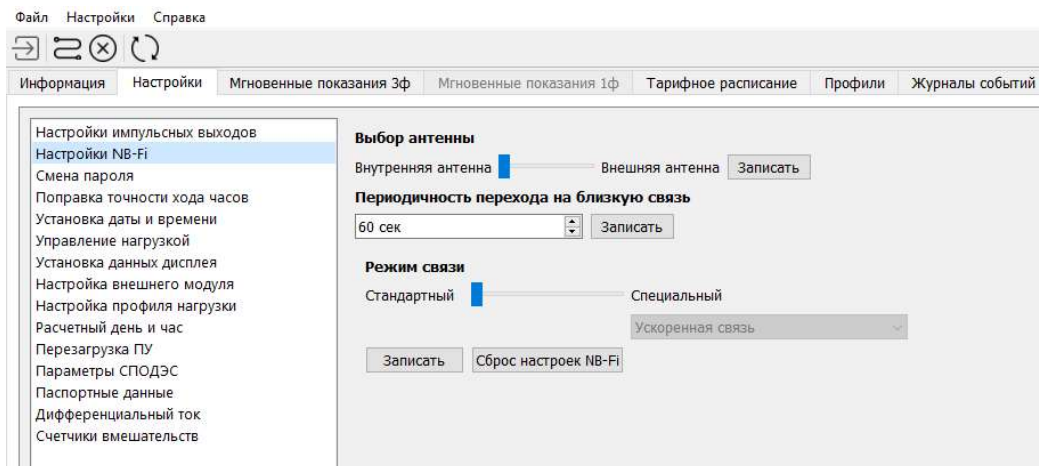 Файл Настройки Справка
Информация Настройки Мгновенные показания 3ф Мгновенные показания 1ф Тарифное расписание Профили Журналы событий
Настройки импульсных выходов
Настройки NB-Fi
Смена пароля
Поправка точности хода часов
Установка даты и времени
Управление нагрузкой
Установка данных дисплея
Настройка внешнего модуля
Настройка профиля нагрузки
Расчетный день и час
Перезагрузка ПУ
Параметры СПОДЭС
Паспортные данные
Дифференциальный ток
Счетчики вмешательств
Выбор антенны
Внутренняя антенна Внешняя антенна Записать
Периодичность перехода на близкую связь
60 сек Записать
Режим связи
Стандартный Специальный
Ускоренная связь
Записать Сброс настроек NB-Fi